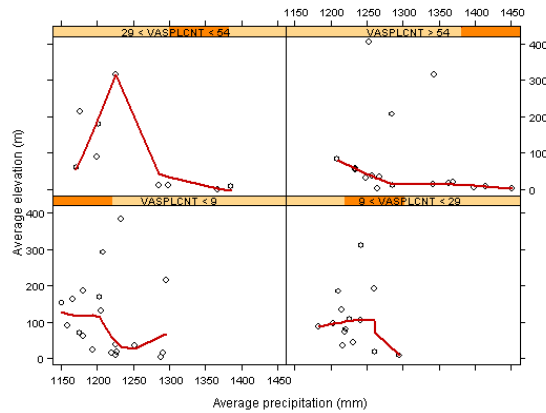 1150 1200 1250 1300 1350 1400 1450
29 < VASPLCNT < 54
VASPLCNT > 54
400
300
200
100
0
VASPLCNT < 9
9 < VASPLCNT < 29
400
300
200
100
0
1150 1200 1250 1300 1350 1400 1450
Average elevation (m)
Average precipitation (mm)